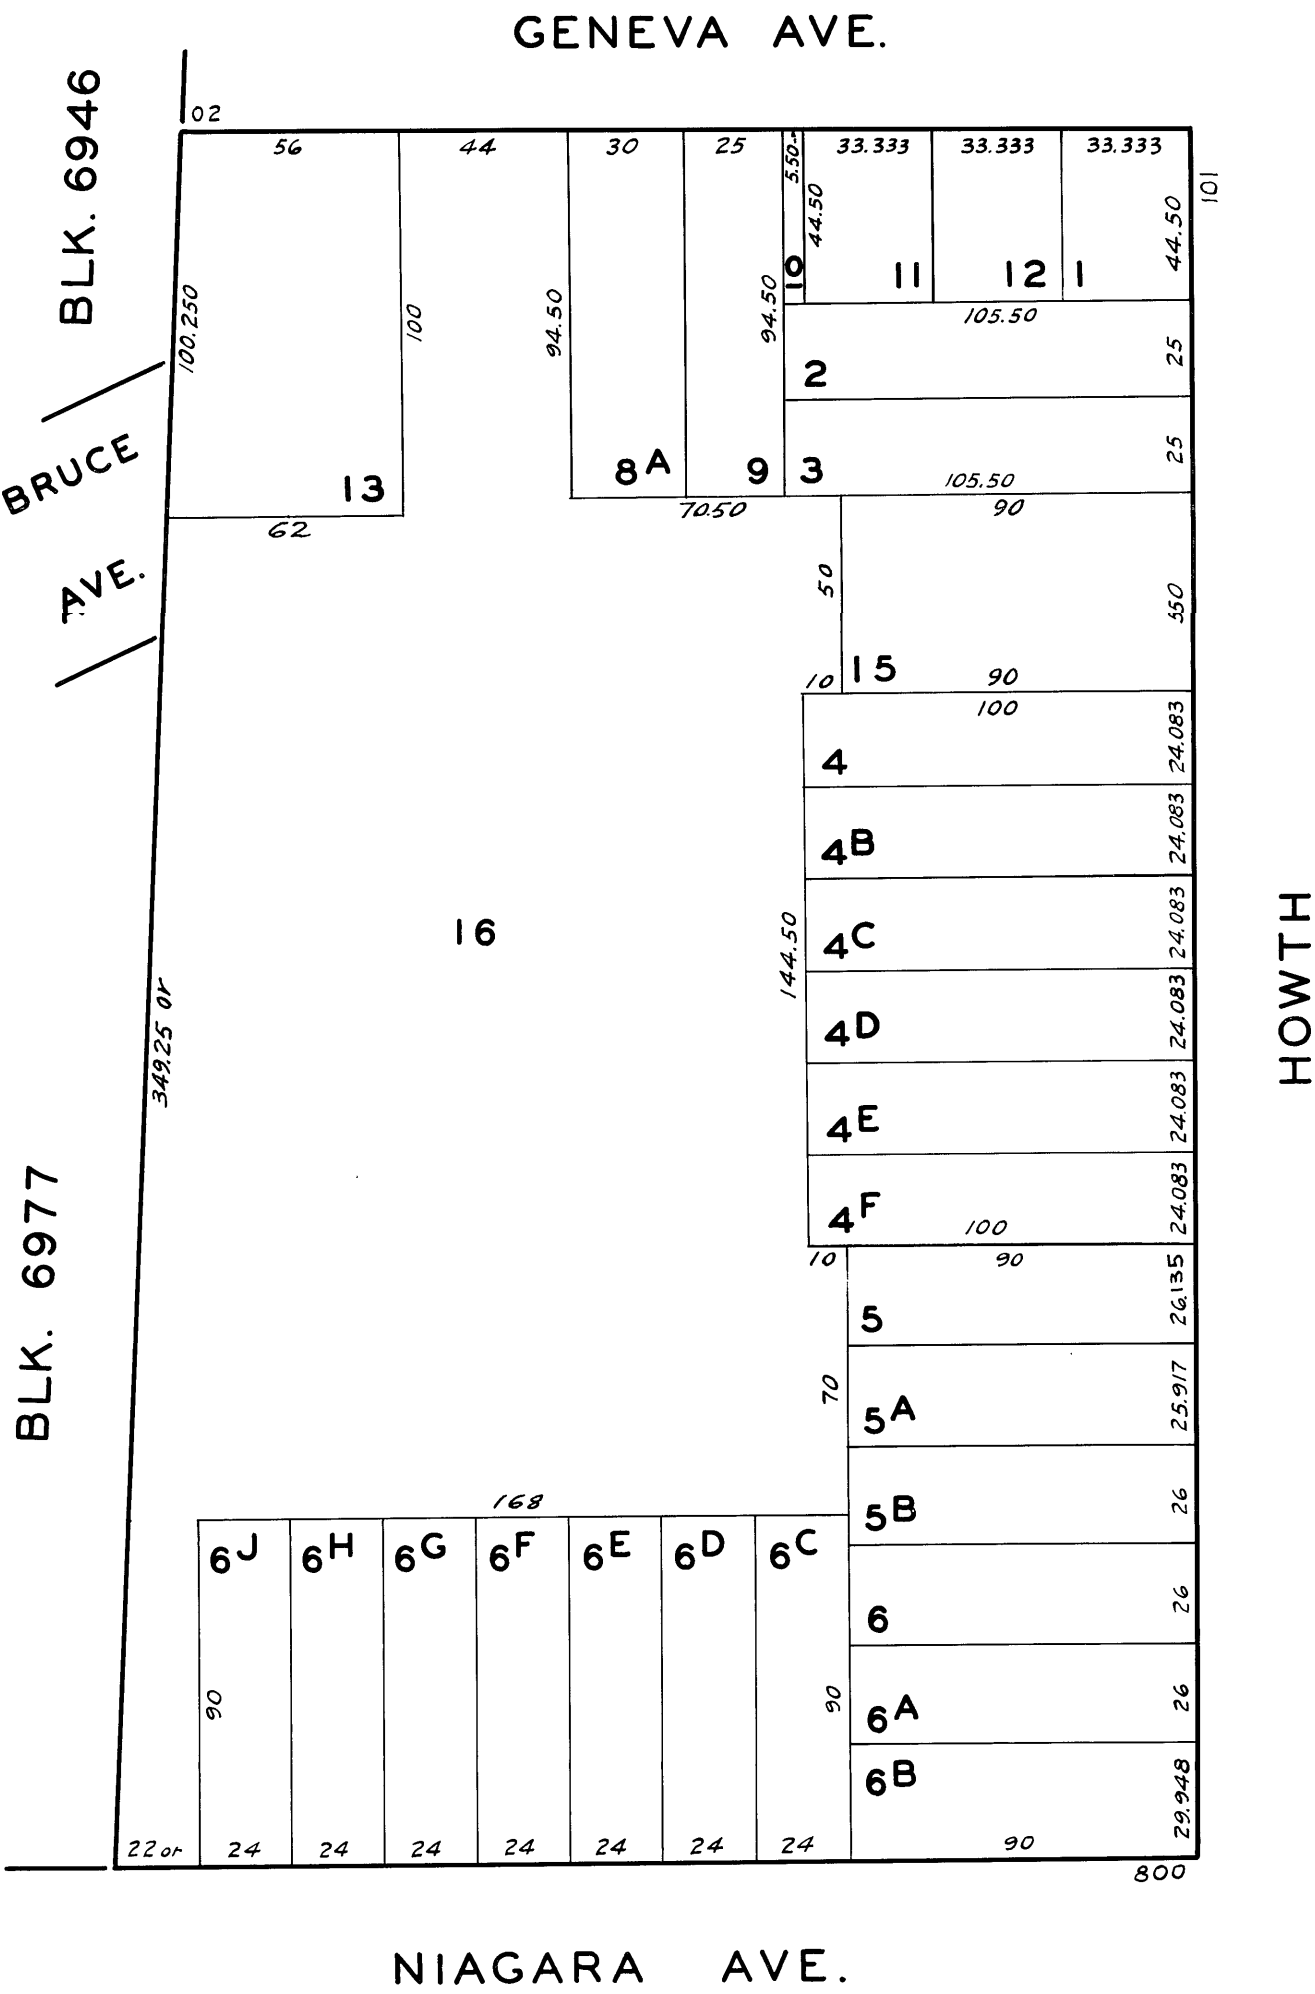 GENEVA AVE.
BLK. 6946
02
56
44
30
25
5.50
33.333
33.333
33.333
101
44.50
44.50
10
11
12
1
100.250
100
94.50
94.50
105.50
2
25
BRUCE
AVE.
13
8A
9
3
25
105.50
62
70.50
90
50
550
10
15
90
100
4
24.083
4B
24.083
16
144.50
4C
24.083
HOWTH
349.25 or
4D
24.083
4E
24.083
4F
100
24.083
BLK. 6977
10
90
5
26.135
70
5A
25.917
168
5B
26
6J
6H
6G
6F
6E
6D
6C
6
26
90
90
6A
26
6B
29.948
22 or
24
24
24
24
24
24
24
90
800
NIAGARA AVE.